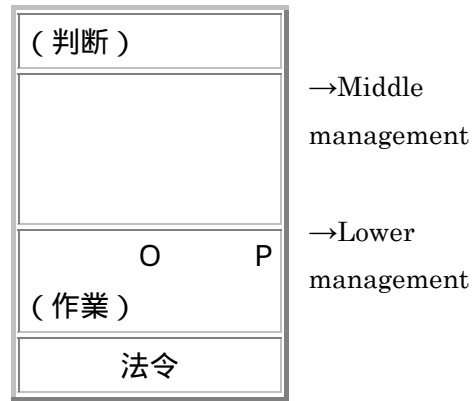 （判断）
→Middle
management
→Lower
O P
management
（作業）
法令